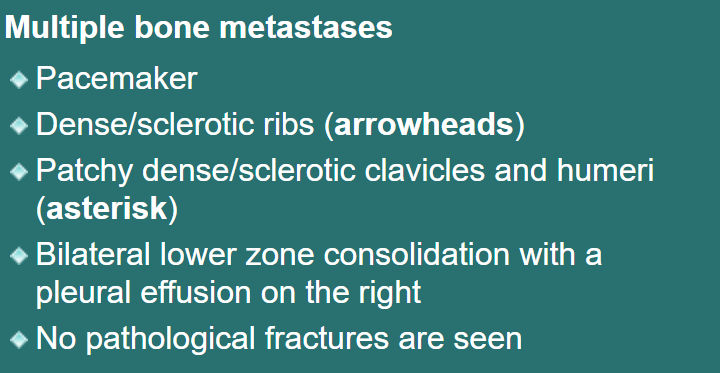 Multiple bone metastases
Pacemaker
Dense/sclerotic ribs (arrowheads)
Patchy dense/sclerotic clavicles and humeri
(asterisk)
Bilateral lower zone consolidation with a
pleural effusion on the right
No pathological fractures are seen